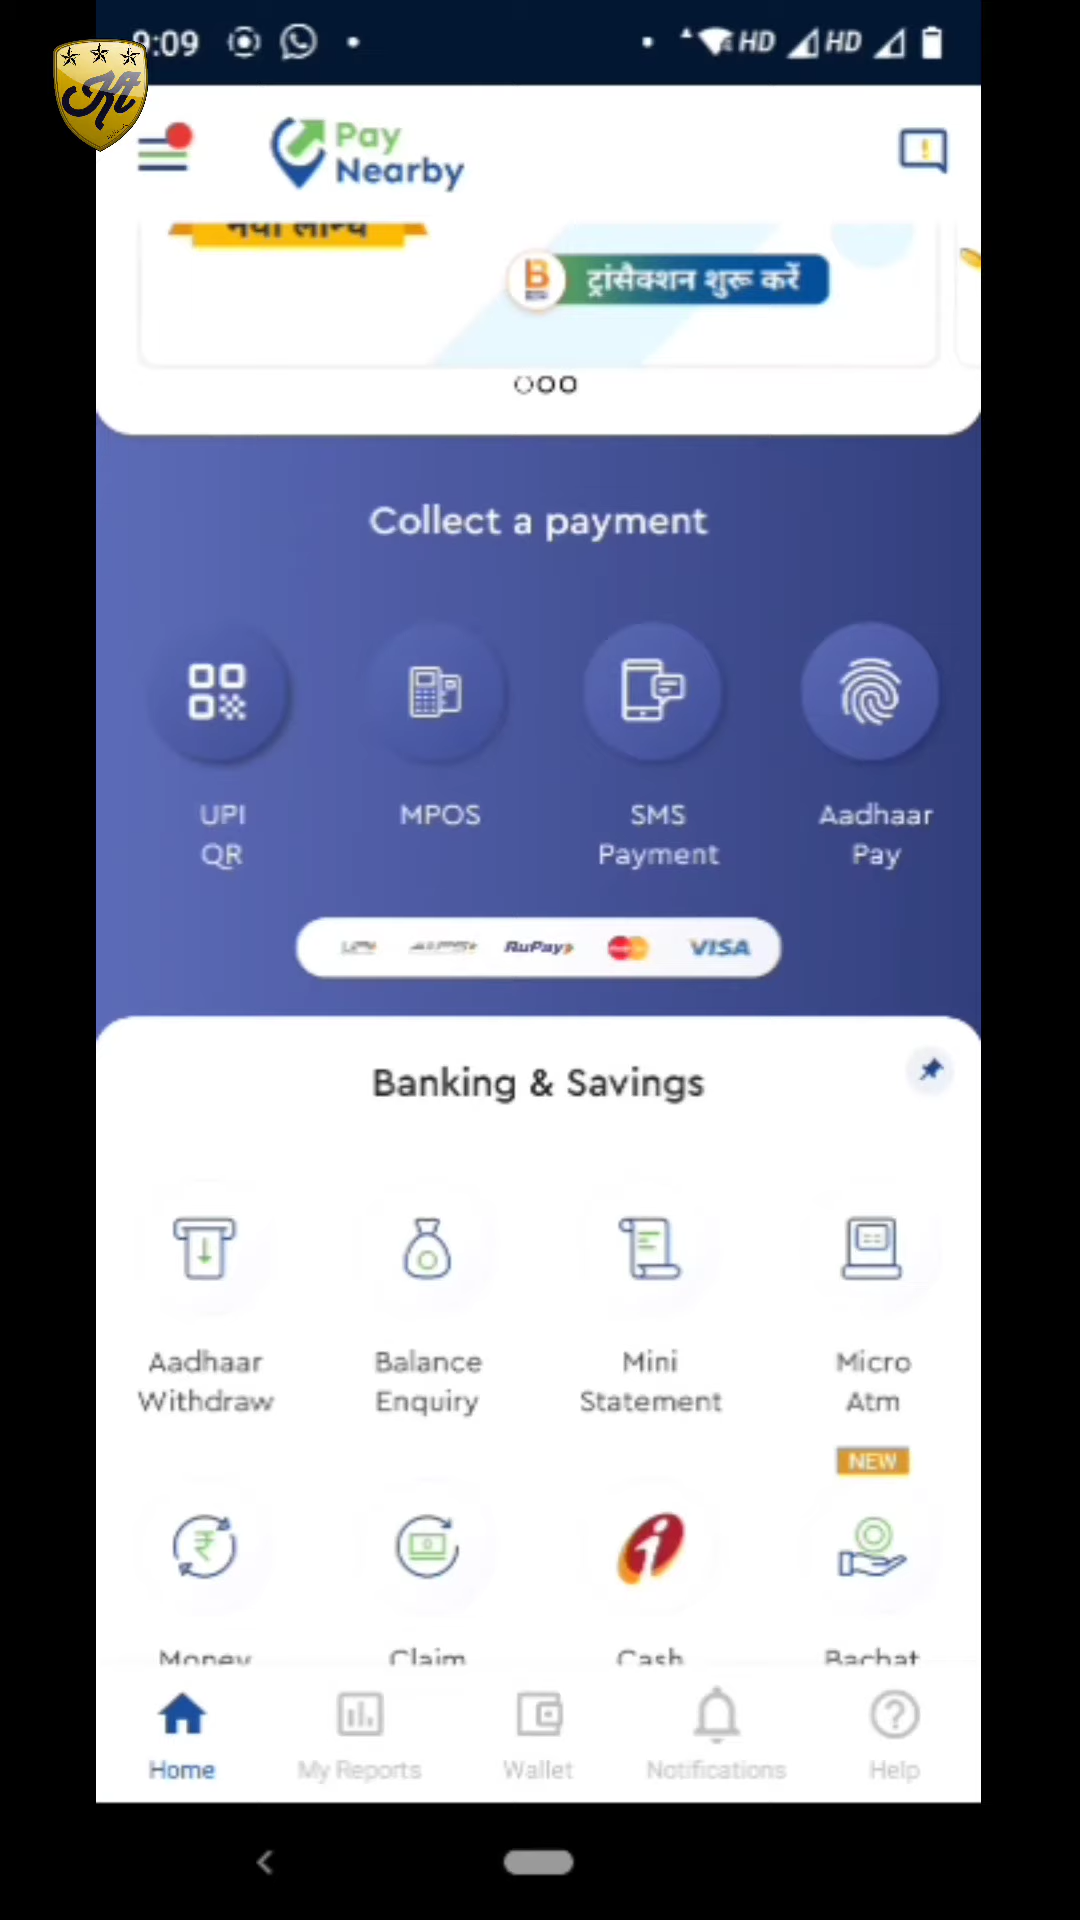 9:09
HD HD
Pay
Nearby
नया लाभ
B
ट्रांसैक्शन शुरू करें
Collect a payment
UPI
QR
MPOS
SMS
Payment
Aadhaar
Pay
RuPay VISA
Banking & Savings
Aadhaar
Withdraw
Balance
Enquiry
Mini
Statement
Micro
Atm
NEW
Money
Claim
Cash
Bachat
Home
My Reports
Wallet
Notifications
Help